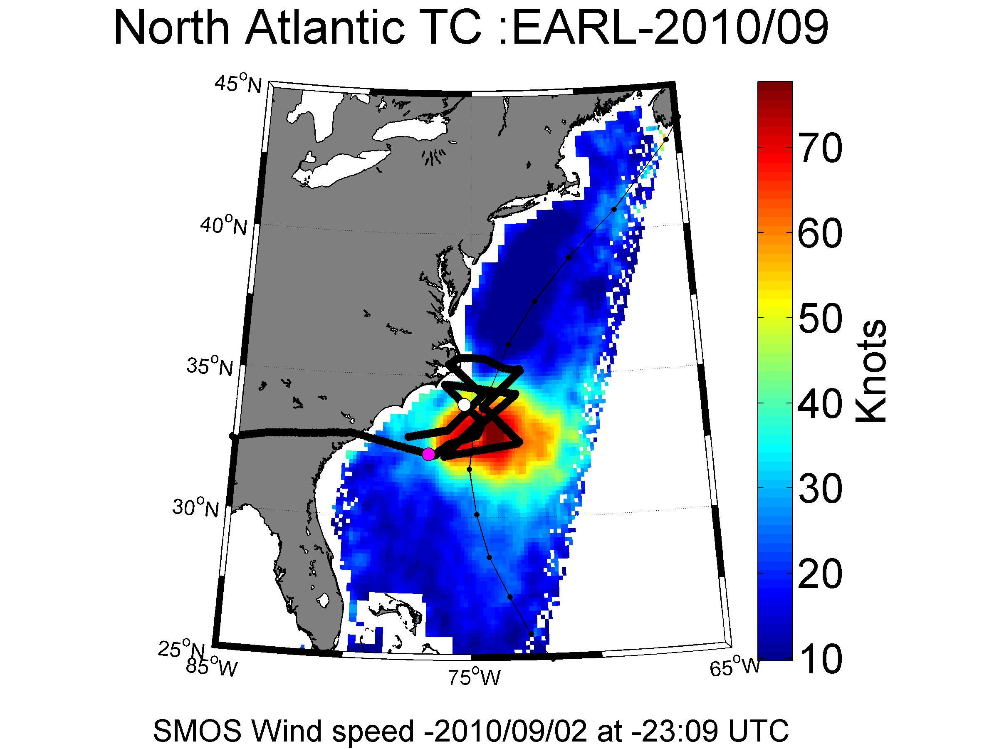 North Atlantic TC :EARL-2010/09
45°N
40°N
35°N
30°N
25°N
85°W
75°W
65°W
70
60
50
40
30
20
10
Knots
SMOS Wind speed -2010/09/02 at -23:09 UTC